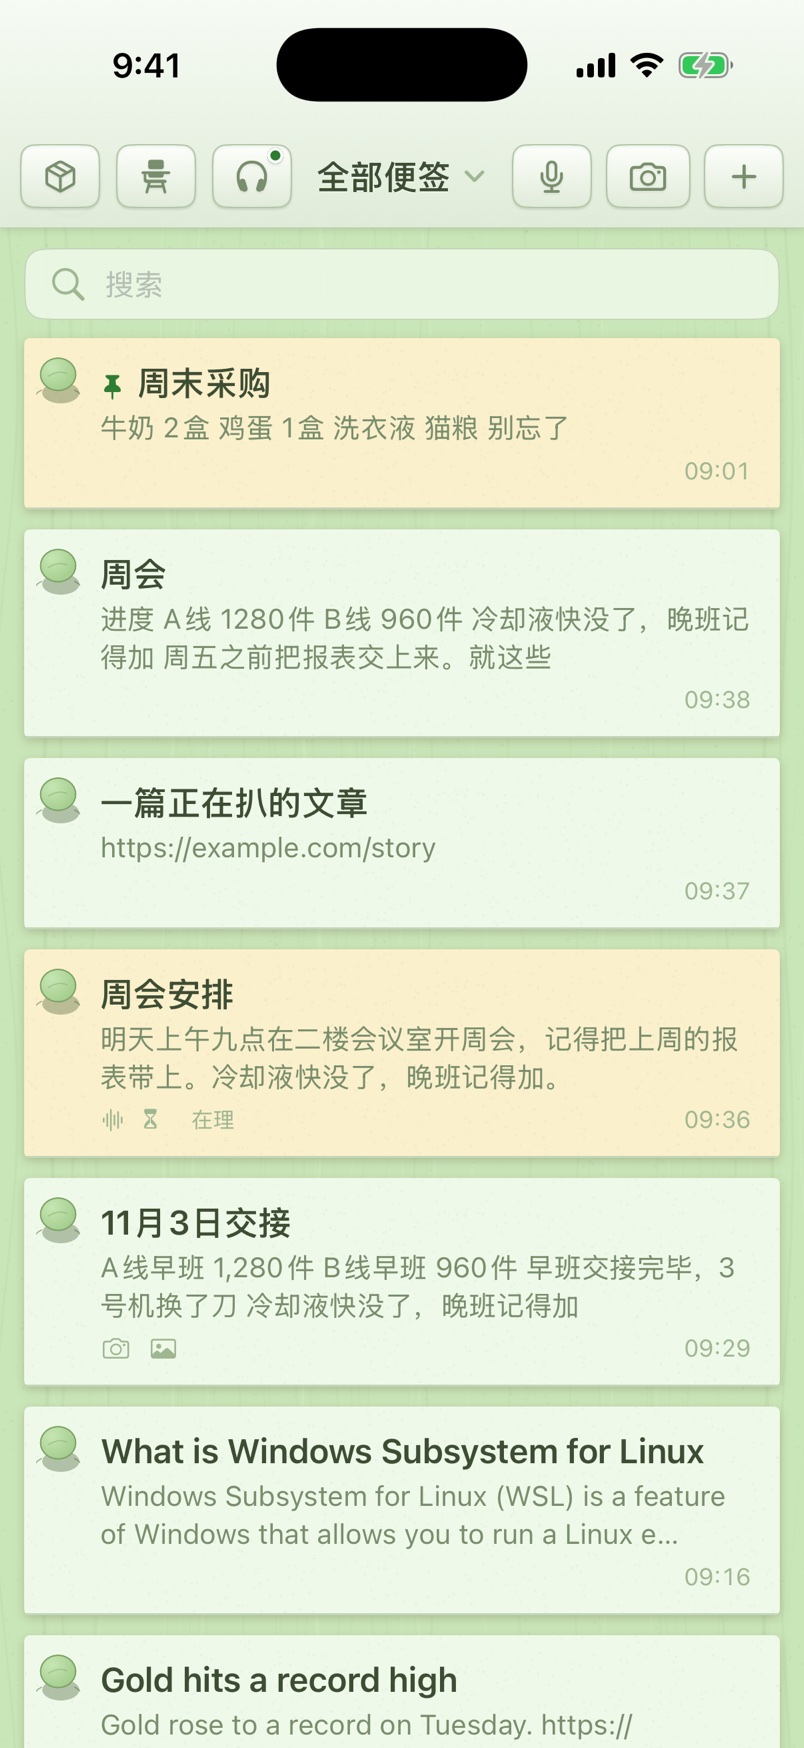 9:41
全部便签
搜索
周末采购
牛奶 2盒 鸡蛋 1盒 洗衣液 猫粮 别忘了
09:01
周会
进度 A线 1280件 B线 960件 冷却液快没了，晚班记
得加 周五之前把报表交上来。就这些
09:38
一篇正在扒的文章
https://example.com/story
09:37
周会安排
明天上午九点在二楼会议室开周会，记得把上周的报
表带上。冷却液快没了，晚班记得加。
在理
09:36
11月3日交接
A线早班 1,280件 B线早班 960件 早班交接完毕，3
号机换了刀 冷却液快没了，晚班记得加
09:29
What is Windows Subsystem for Linux
Windows Subsystem for Linux (WSL) is a feature
of Windows that allows you to run a Linux e...
09:16
Gold hits a record high
Gold rose to a record on Tuesday. https://